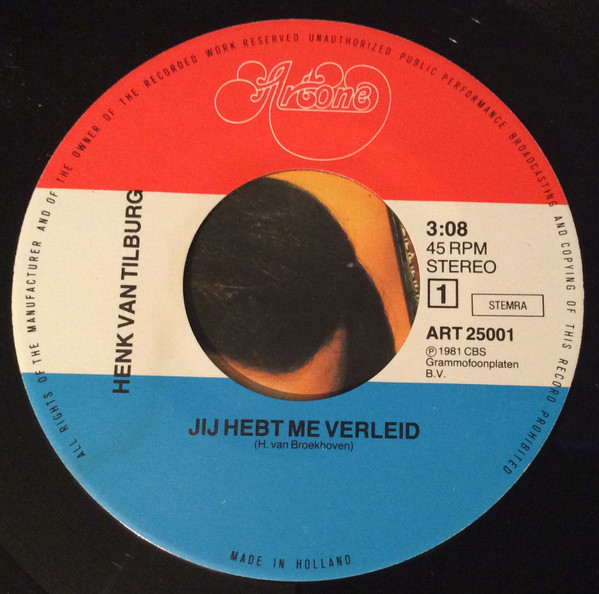 ALL RIGHTS OF THE MANUFACTURER AND OF THE OWNER OF THE RECORDED WORK RESERVED UNAUTHORIZED PUBLIC PERFORMANCE BROADCASTING AND COPYING OF THIS RECORD PROHIBITED
Artone
HENK VAN TILBURG
3:08
45 RPM
STEREO
1
STEMRA
ART 25001
℗ 1981 CBS
Grammofoonplaten
B.V.
JIJ HEBT ME VERLEID
(H. van Broekhoven)
MADE IN HOLLAND